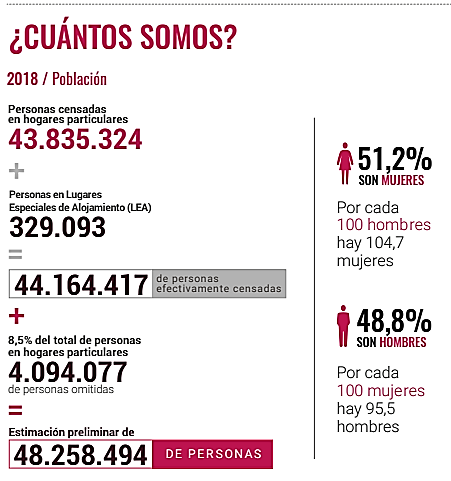 ¿CUÁNTOS SOMOS?
2018 / Población
Personas censadas
en hogares particulares
43.835.324
+
Personas en Lugares
Especiales de Alojamiento (LEA)
329.093
=
44.164.417 de personas
efectivamente censadas
+
8,5% del total de personas
en hogares particulares
4.094.077
de personas omitidas
=
Estimación preliminar de
48.258.494 DE PERSONAS
51,2%
SON MUJERES
Por cada
100 hombres
hay 104,7
mujeres
48,8%
SON HOMBRES
Por cada
100 mujeres
hay 95,5
hombres